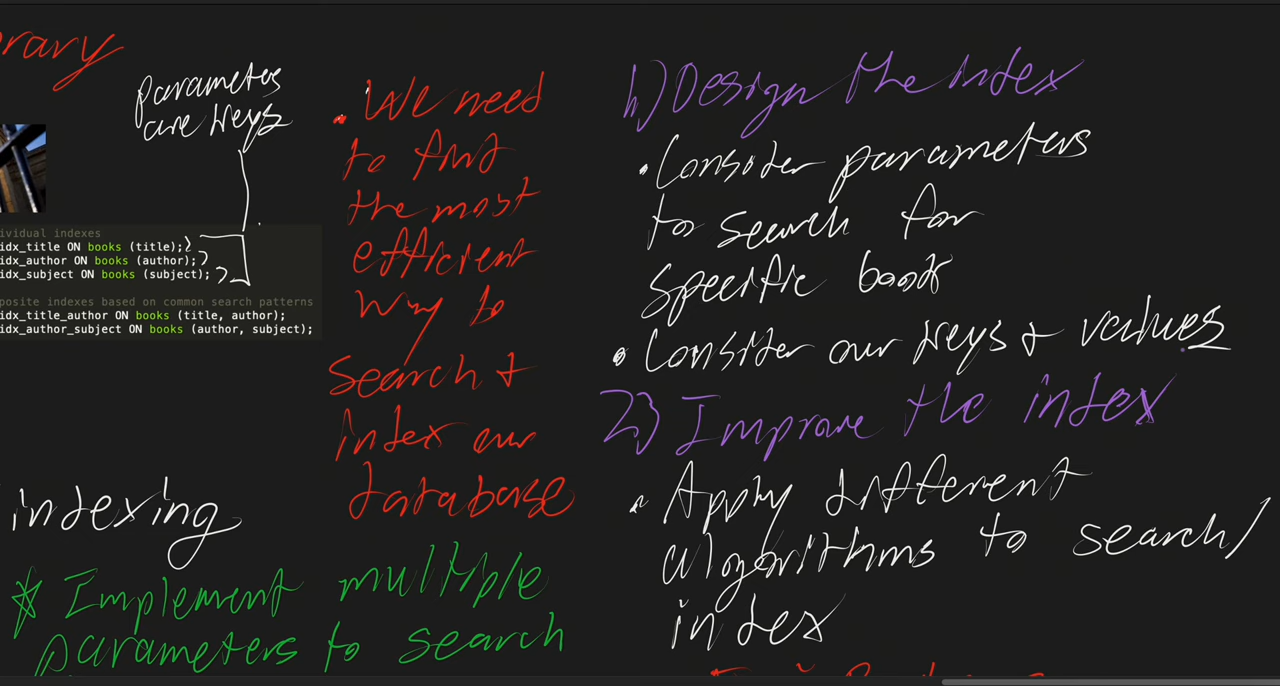 rary
parameters
are keys
ividual indexes
idx_title ON books (title);
idx_author ON books (author);
idx_subject ON books (subject);
posite indexes based on common search patterns
idx_title_author ON books (title, author);
idx_author_subject ON books (author, subject);
indexing
* Implement multiple
parameters to search
• We need
to find
the most
efficient
way to
search +
index our
database
1) Design the index
• Consider parameters
to search for
specific book
• Consider our keys + values
2) Improve the index
• Apply different
algorithms to search/
index